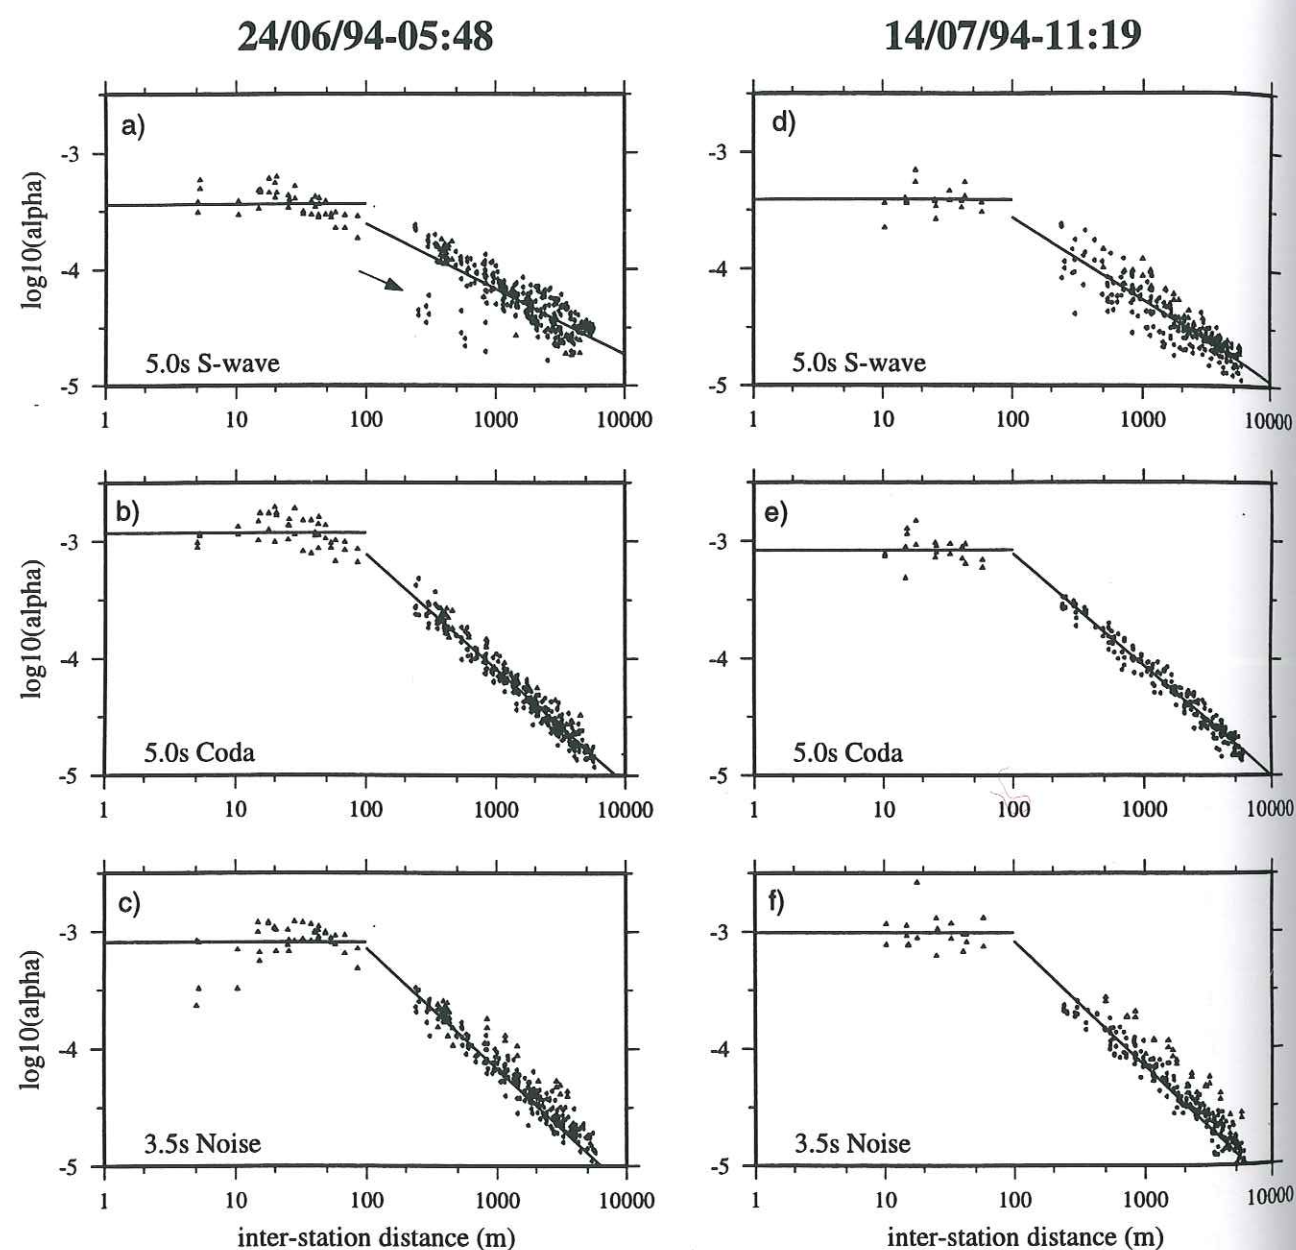 24/06/94-05:48
14/07/94-11:19
a)
-3
-4
-5
log10(alpha)
5.0s S-wave
1 10 100 1000 10000
d)
-3
-4
-5
5.0s S-wave
1 10 100 1000 10000
b)
-3
-4
-5
log10(alpha)
5.0s Coda
1 10 100 1000 10000
e)
-3
-4
-5
5.0s Coda
1 10 100 1000 10000
c)
-3
-4
-5
log10(alpha)
3.5s Noise
1 10 100 1000 10000
inter-station distance (m)
f)
-3
-4
-5
3.5s Noise
1 10 100 1000 10000
inter-station distance (m)